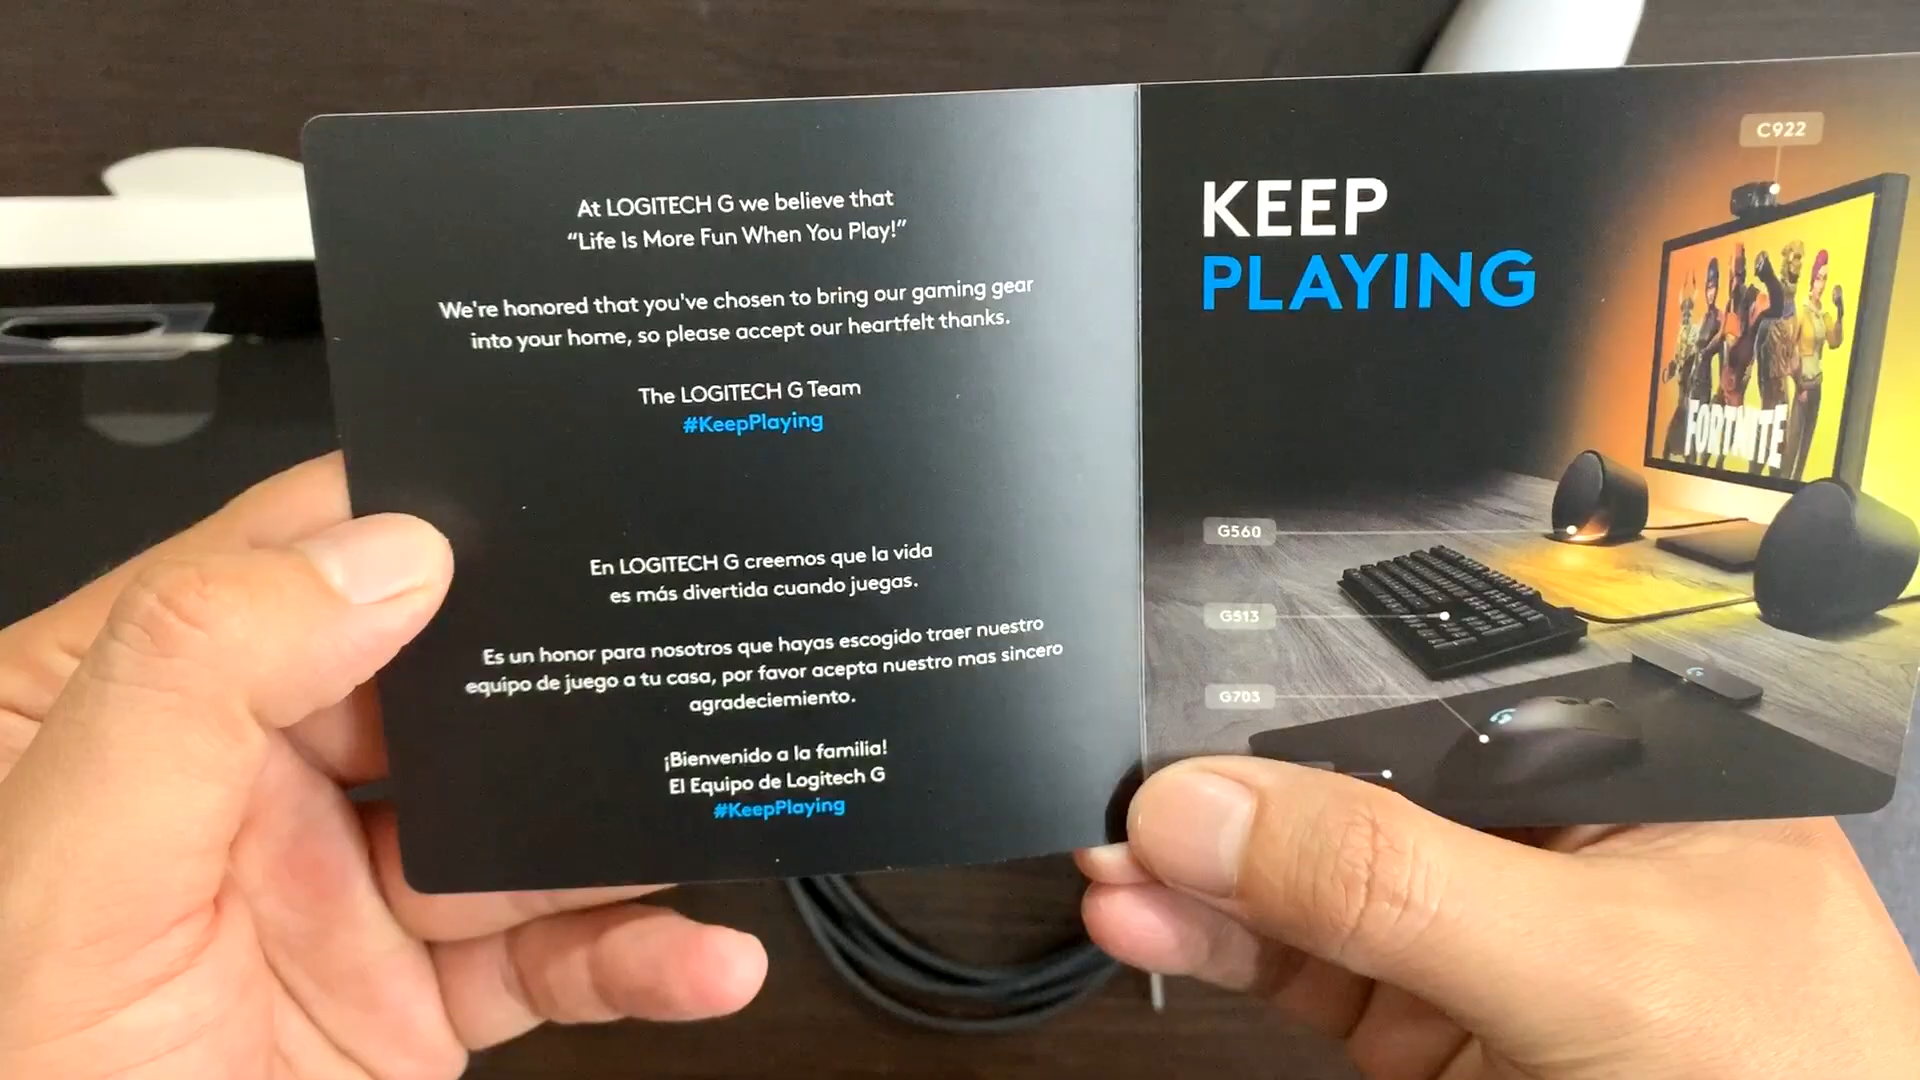 At LOGITECH G we believe that
“Life Is More Fun When You Play!”
We're honored that you've chosen to bring our gaming gear
into your home, so please accept our heartfelt thanks.
The LOGITECH G Team
#KeepPlaying
En LOGITECH G creemos que la vida
es más divertida cuando juegas.
Es un honor para nosotros que hayas escogido traer nuestro
equipo de juego a tu casa, por favor acepta nuestro mas sincero
agradeciemiento.
¡Bienvenido a la familia!
El Equipo de Logitech G
#KeepPlaying
KEEP
PLAYING
C922
FORTNITE
G560
G513
G703